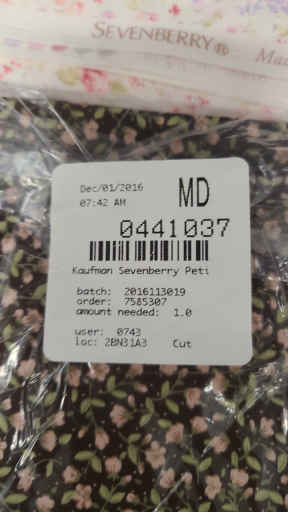 SEVENBERRY® Ma
Dec/01/2016
07:42 AM
MD
0441037
Kaufman Sevenberry Peti
batch: 2016113019
order: 7585307
amount needed: 1.0
user: 0743
loc: 2BN31A3 Cut